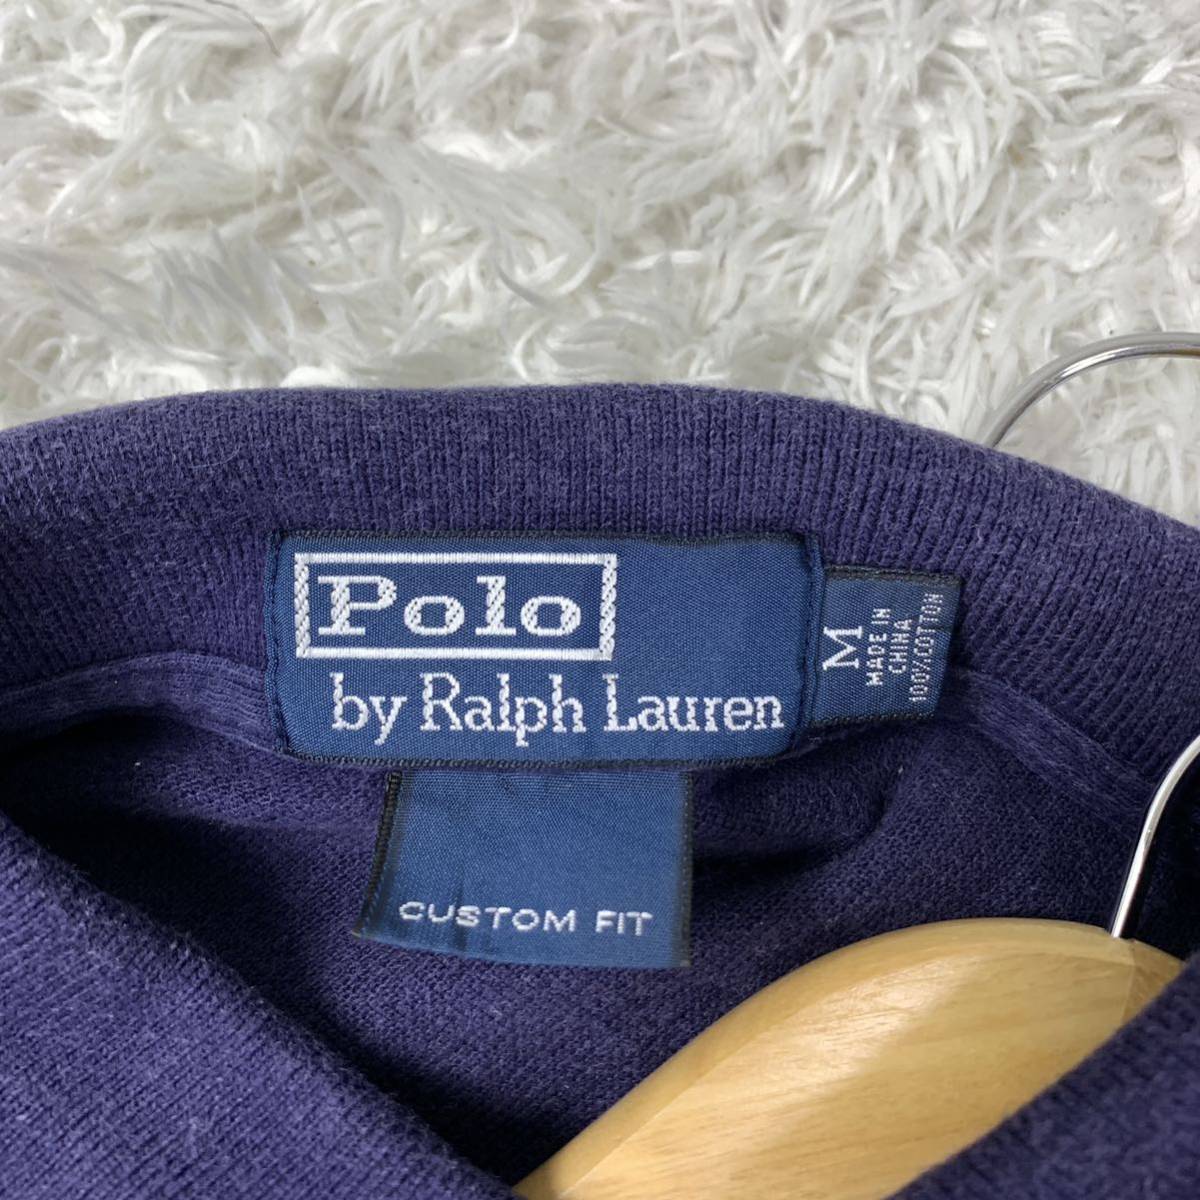 Polo
by Ralph Lauren
M
MADE IN
CHINA
100% COTTON
CUSTOM FIT